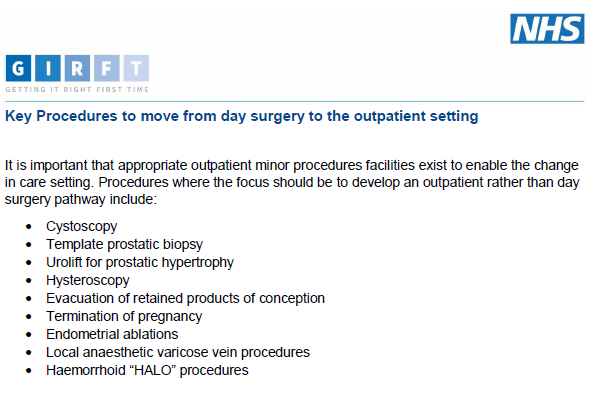 NHS
GIRFT
GETTING IT RIGHT FIRST TIME
Key Procedures to move from day surgery to the outpatient setting
It is important that appropriate outpatient minor procedures facilities exist to enable the change
in care setting. Procedures where the focus should be to develop an outpatient rather than day
surgery pathway include:
• Cystoscopy
• Template prostatic biopsy
• Urolift for prostatic hypertrophy
• Hysteroscopy
• Evacuation of retained products of conception
• Termination of pregnancy
• Endometrial ablations
• Local anaesthetic varicose vein procedures
• Haemorrhoid “HALO” procedures